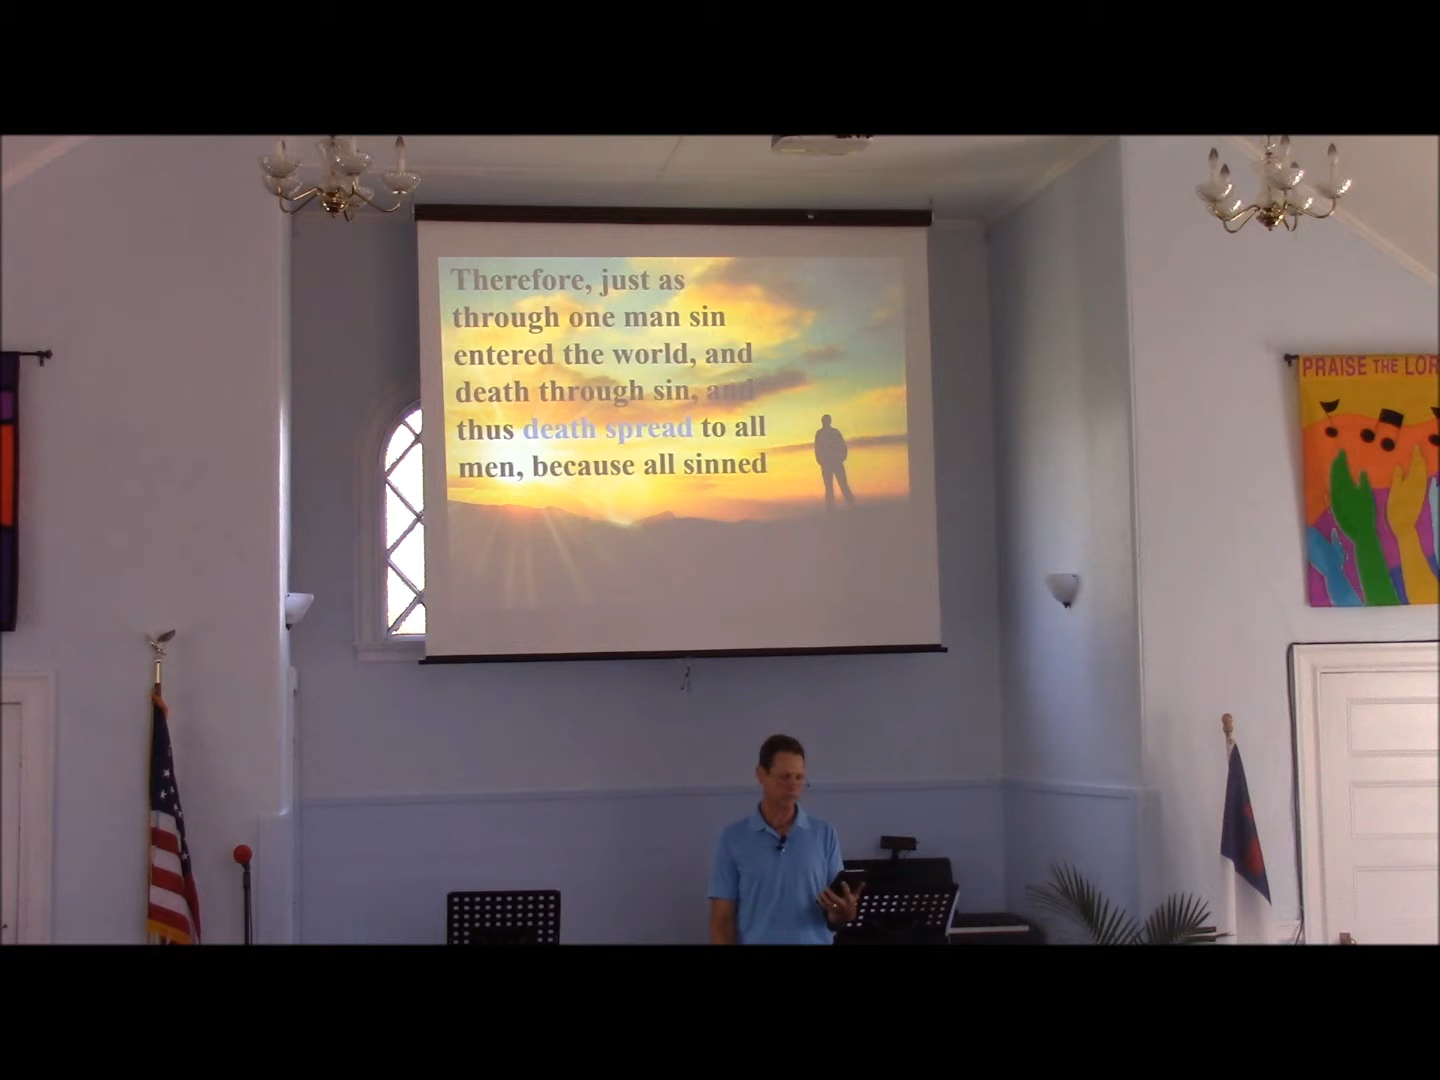 Therefore, just as
through one man sin
entered the world, and
death through sin, and
thus death spread to all
men, because all sinned
PRAISE THE LOR